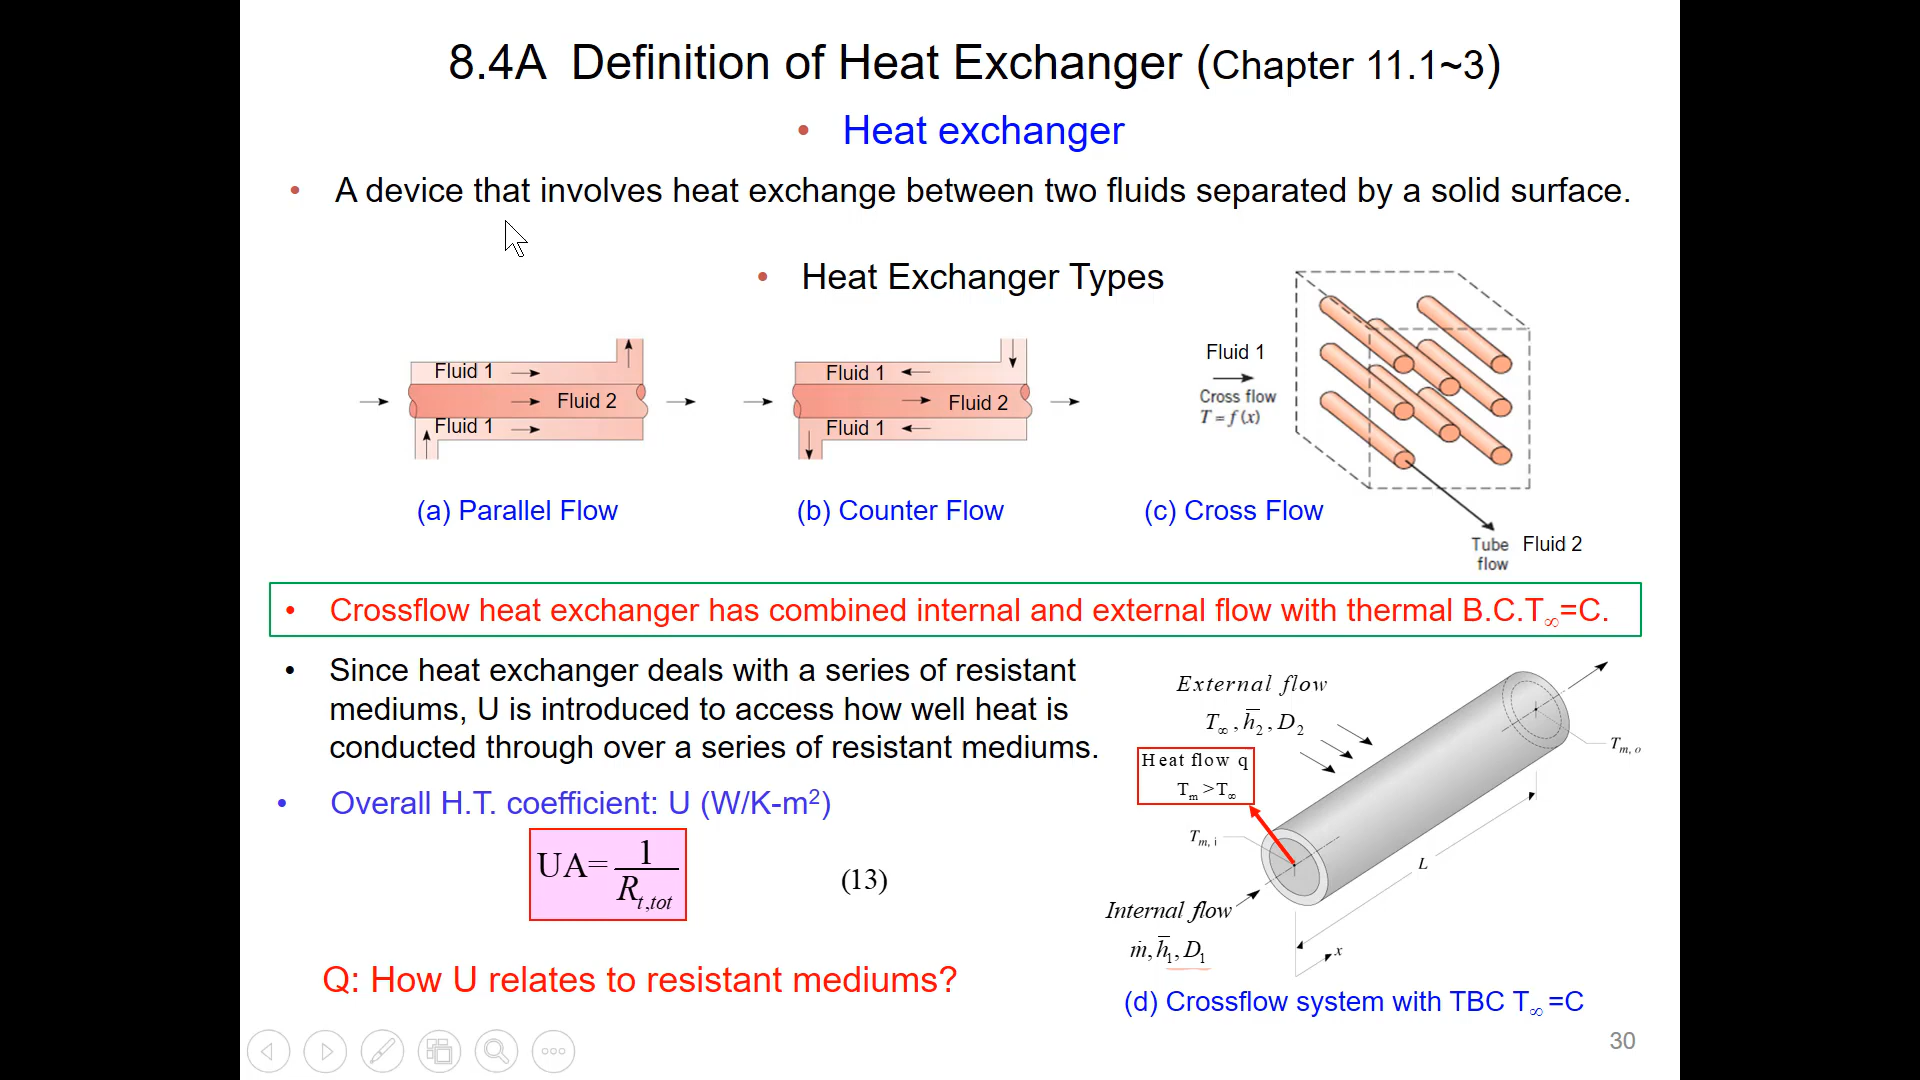 8.4A Definition of Heat Exchanger (Chapter 11.1~3)
• Heat exchanger
• A device that involves heat exchange between two fluids separated by a solid surface.
• Heat Exchanger Types
Fluid 1
Fluid 2
Fluid 1
(a) Parallel Flow
Fluid 1
Fluid 2
Fluid 1
(b) Counter Flow
Fluid 1
Cross flow
T = f (x)
Tube flow
Fluid 2
(c) Cross Flow
• Crossflow heat exchanger has combined internal and external flow with thermal B.C.T∞=C.
• Since heat exchanger deals with a series of resistant
mediums, U is introduced to access how well heat is
conducted through over a series of resistant mediums.
• Overall H.T. coefficient: U (W/K-m²)
UA= 1 / R_t,tot
(13)
Q: How U relates to resistant mediums?
External flow
T∞, h̅₂, D₂
Heat flow q
Tₘ >T∞
T_m, i
T_m, o
L
x
Internal flow
ṁ, h̅₁, D₁
(d) Crossflow system with TBC T∞ =C
30